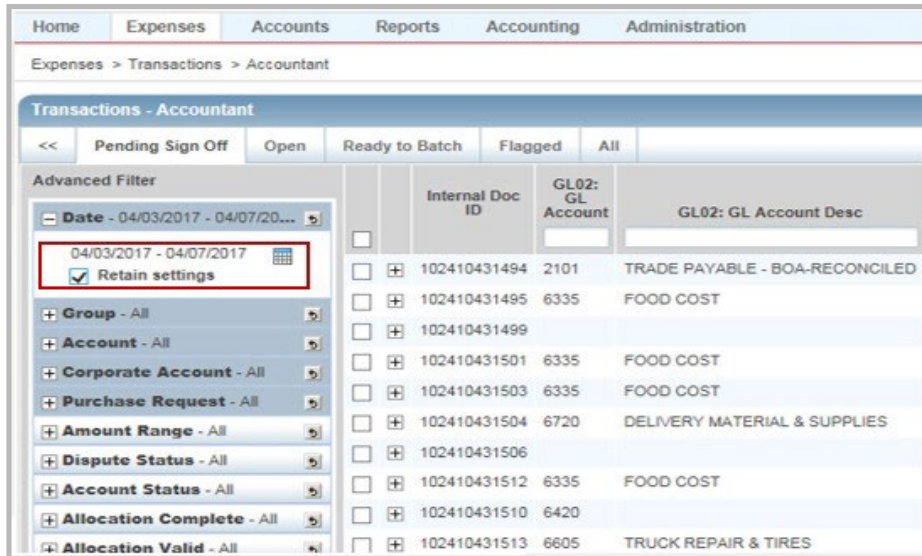 Home Expenses Accounts Reports Accounting Administration
Expenses > Transactions > Accountant
Transactions - Accountant
<< Pending Sign Off Open Ready to Batch Flagged All
Advanced Filter
Date - 04/03/2017 - 04/07/20...
04/03/2017 - 04/07/2017
Retain settings
Group - All
Account - All
Corporate Account - All
Purchase Request - All
Amount Range - All
Dispute Status - All
Account Status - All
Allocation Complete - All
Allocation Valid - All
Internal Doc ID GL02: GL Account GL02: GL Account Desc
102410431494 2101 TRADE PAYABLE - BOA-RECONCILED
102410431495 6335 FOOD COST
102410431499
102410431501 6335 FOOD COST
102410431503 6335 FOOD COST
102410431504 6720 DELIVERY MATERIAL & SUPPLIES
102410431506
102410431512 6335 FOOD COST
102410431510 6420
102410431513 6605 TRUCK REPAIR & TIRES